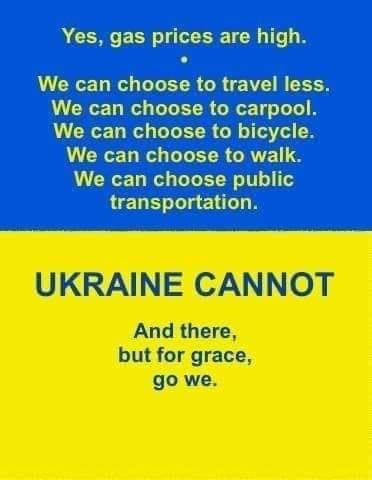 Yes, gas prices are high.
•
We can choose to travel less.
We can choose to carpool.
We can choose to bicycle.
We can choose to walk.
We can choose public
transportation.
UKRAINE CANNOT
And there,
but for grace,
go we.